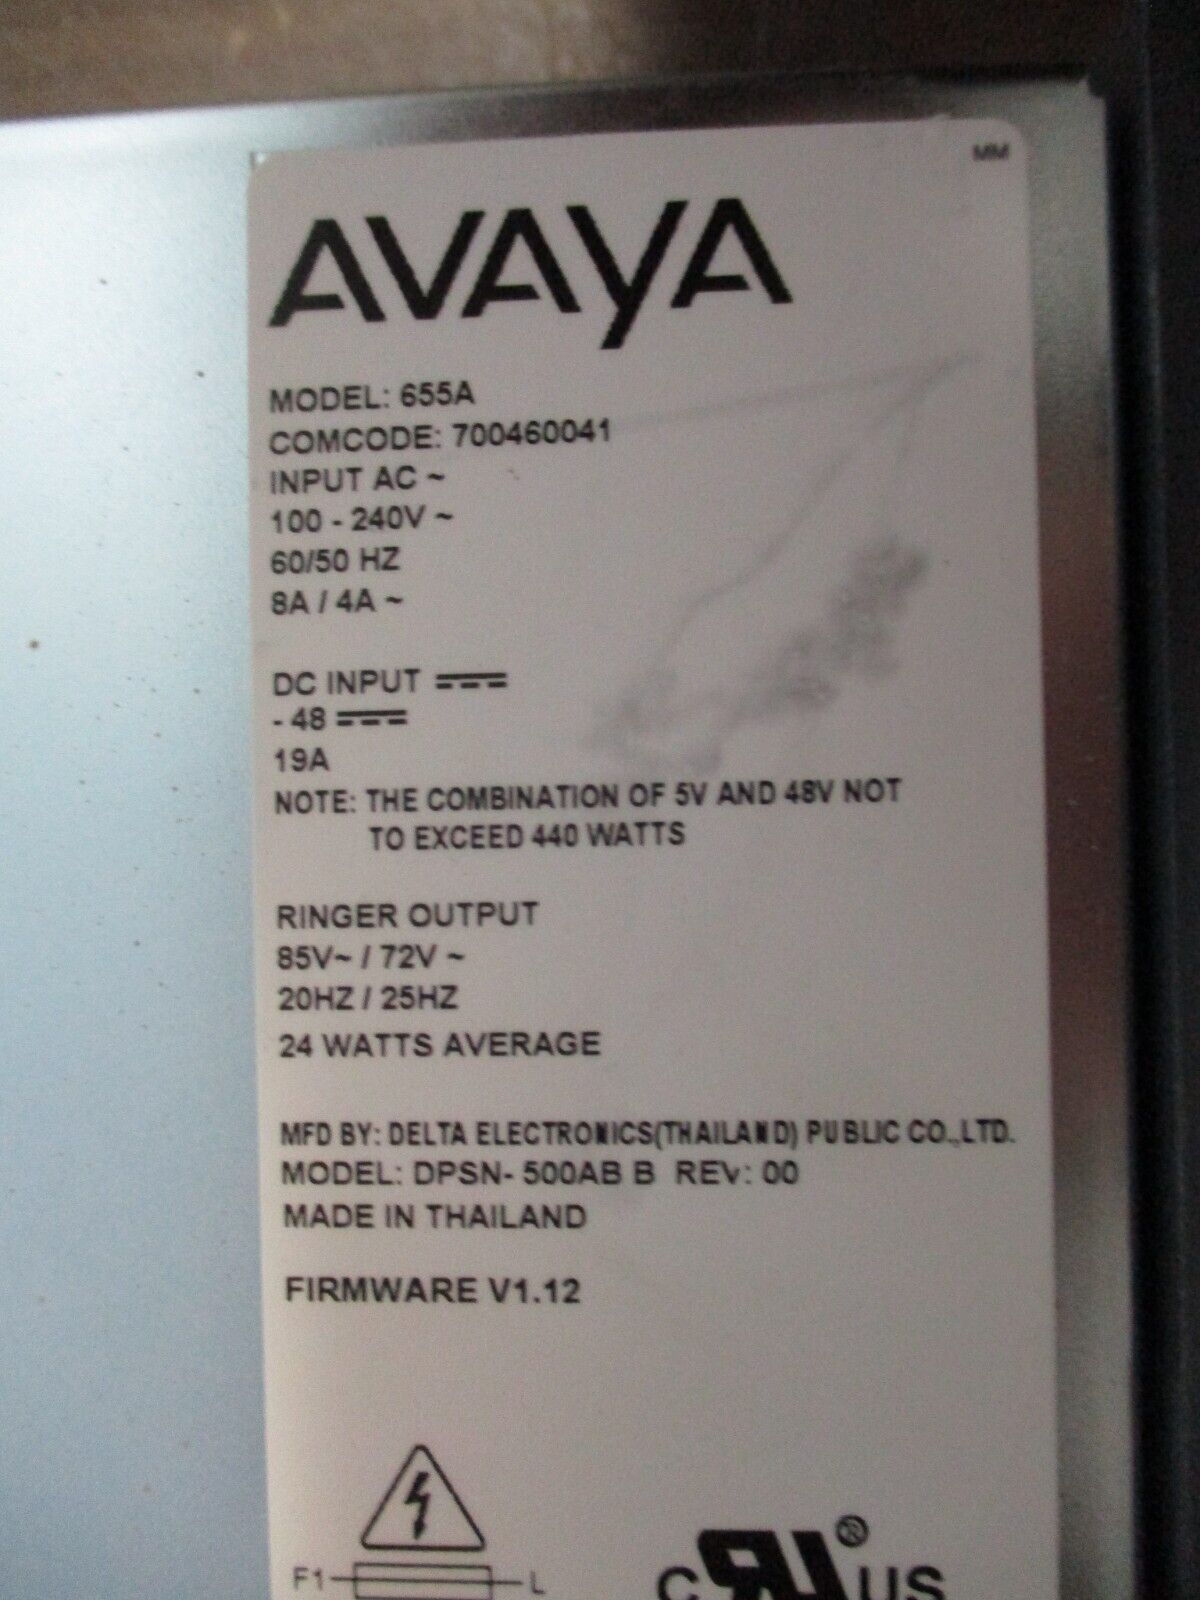 MM
AVAYA
MODEL: 655A
COMCODE: 700460041
INPUT AC ~
100 - 240V ~
60/50 HZ
8A / 4A ~
DC INPUT
- 48
19A
NOTE: THE COMBINATION OF 5V AND 48V NOT
TO EXCEED 440 WATTS
RINGER OUTPUT
85V~ / 72V ~
20HZ / 25HZ
24 WATTS AVERAGE
MFD BY: DELTA ELECTRONICS(THAILAND) PUBLIC CO.,LTD.
MODEL: DPSN- 500AB B REV: 00
MADE IN THAILAND
FIRMWARE V1.12
F1 L
C RU ® US